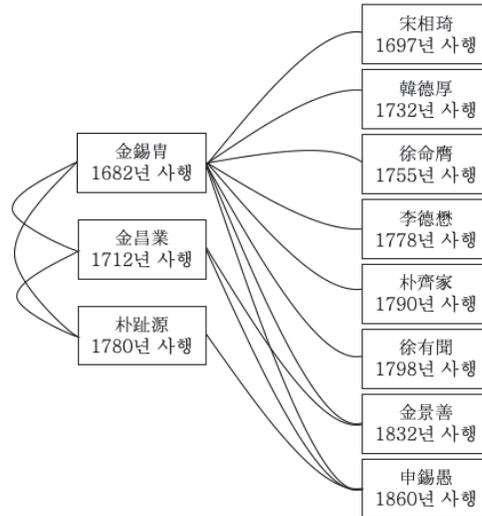 金錫冑
1682년 사행
金昌業
1712년 사행
朴趾源
1780년 사행
宋相琦
1697년 사행
韓德厚
1732년 사행
徐命膺
1755년 사행
李德懋
1778년 사행
朴齊家
1790년 사행
徐有聞
1798년 사행
金景善
1832년 사행
申錫愚
1860년 사행